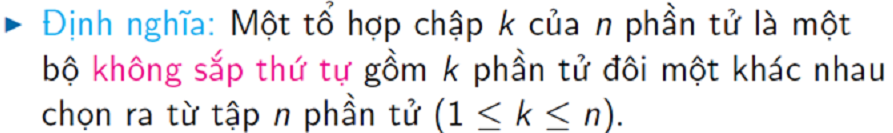 ▶ Định nghĩa: Một tổ hợp chập k của n phần tử là một
bộ không sắp thứ tự gồm k phần tử đôi một khác nhau
chọn ra từ tập n phần tử (1 ≤ k ≤ n).